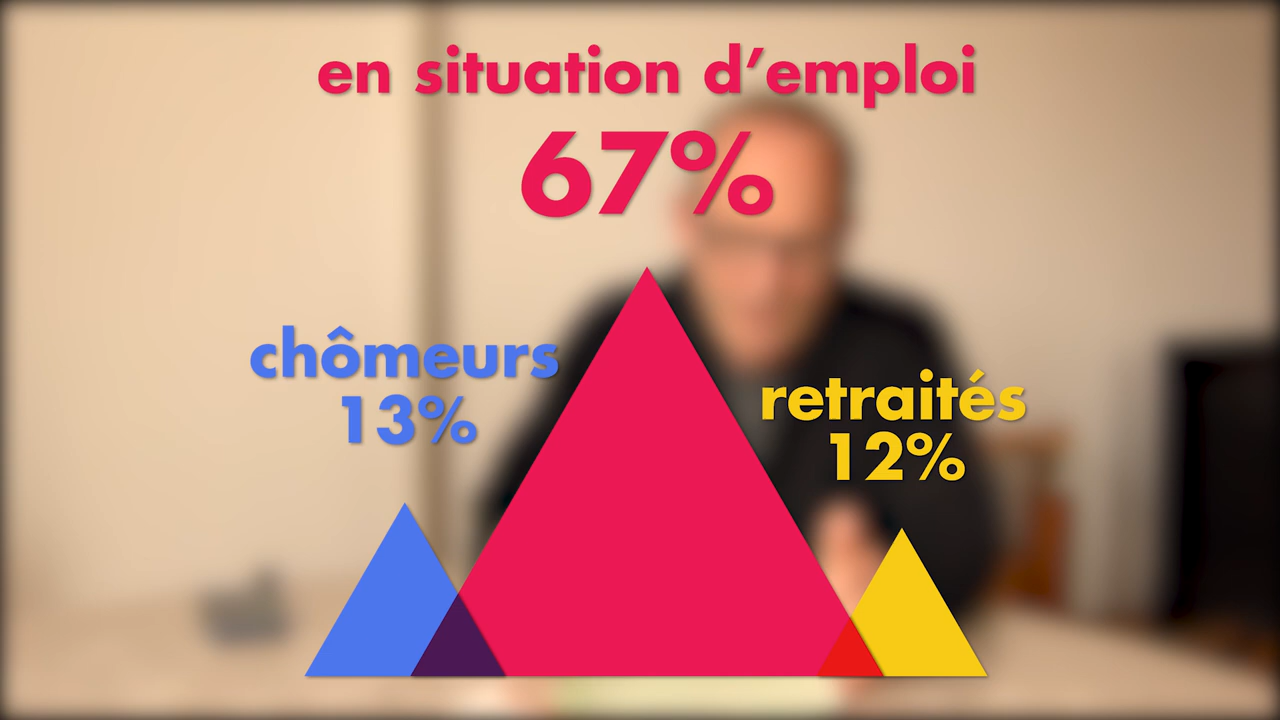 en situation d’emploi
67%
chômeurs
13%
retraités
12%